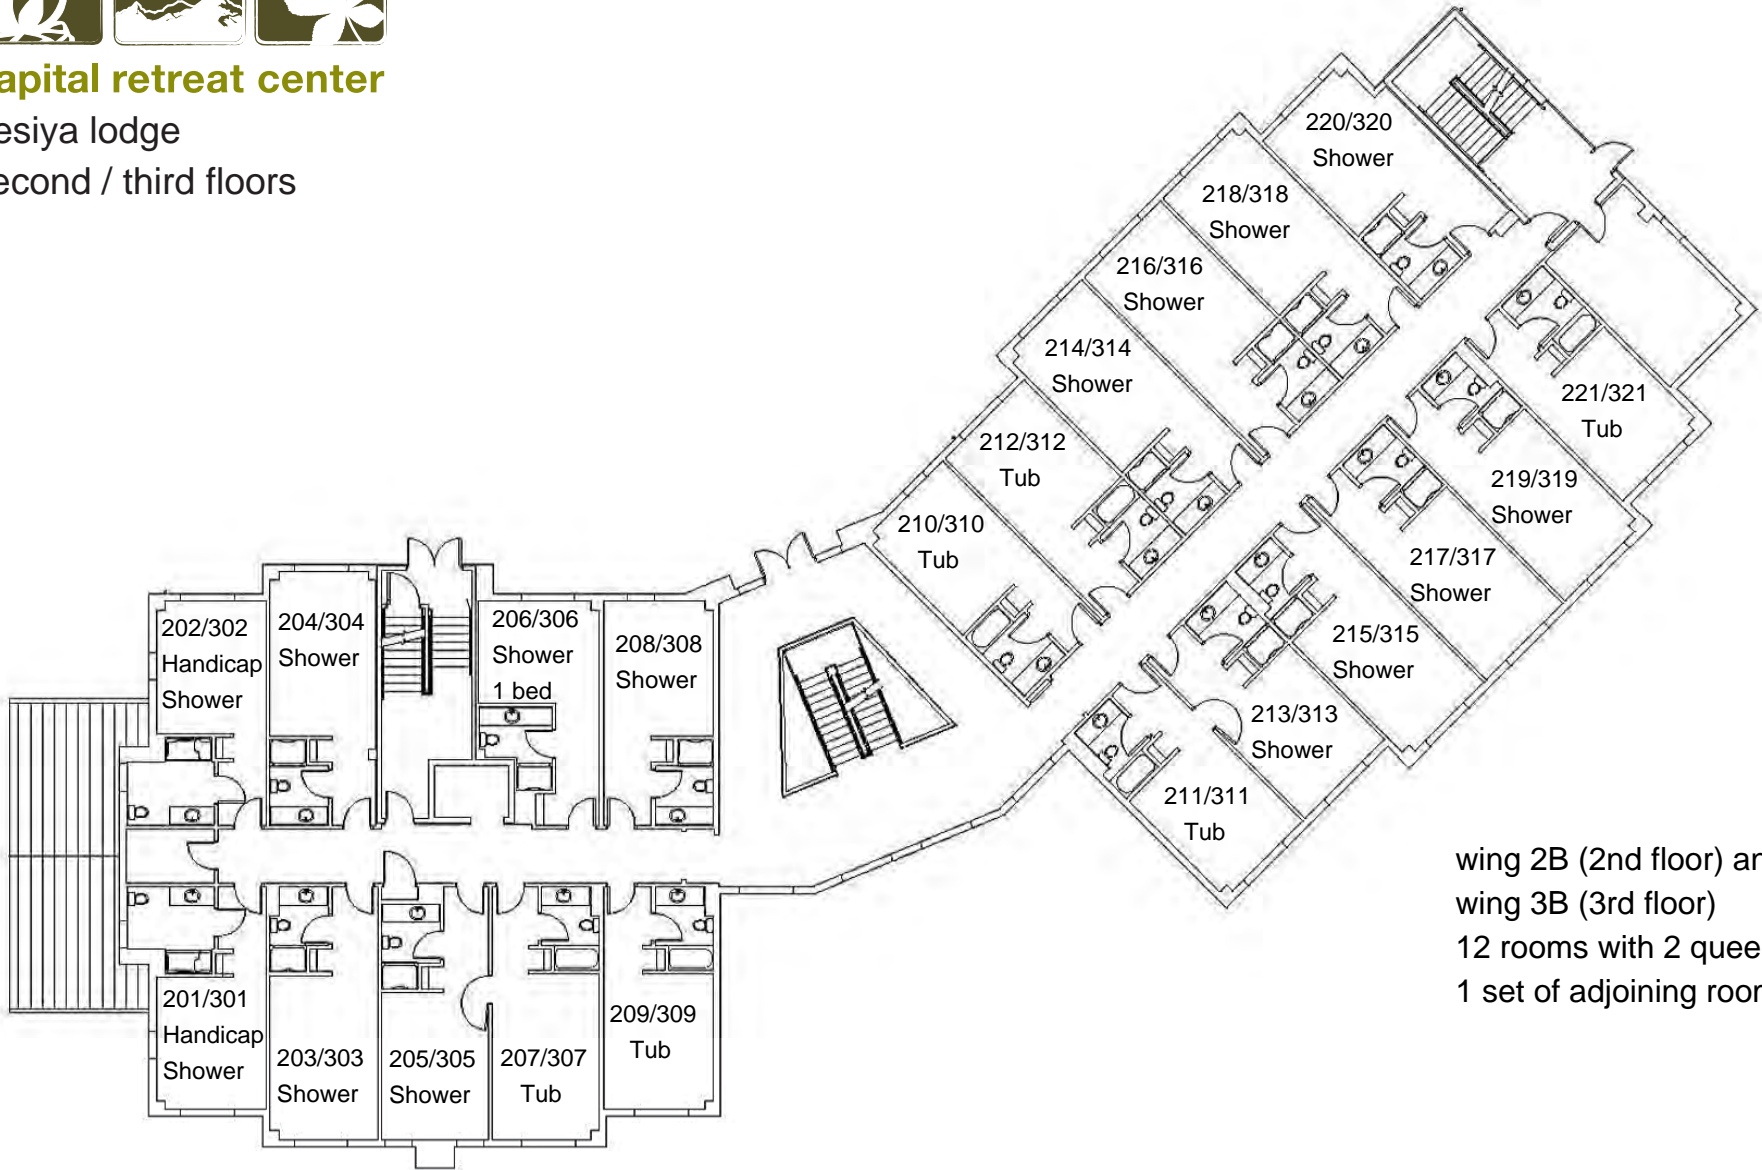 apital retreat center
esiya lodge
econd / third floors
220/320
Shower
218/318
Shower
216/316
Shower
214/314
Shower
212/312
Tub
210/310
Tub
221/321
Tub
219/319
Shower
217/317
Shower
215/315
Shower
213/313
Shower
211/311
Tub
202/302
Handicap
Shower
204/304
Shower
206/306
Shower
1 bed
208/308
Shower
201/301
Handicap
Shower
203/303
Shower
205/305
Shower
207/307
Tub
209/309
Tub
wing 2B (2nd floor) an
wing 3B (3rd floor)
12 rooms with 2 quee
1 set of adjoining roor